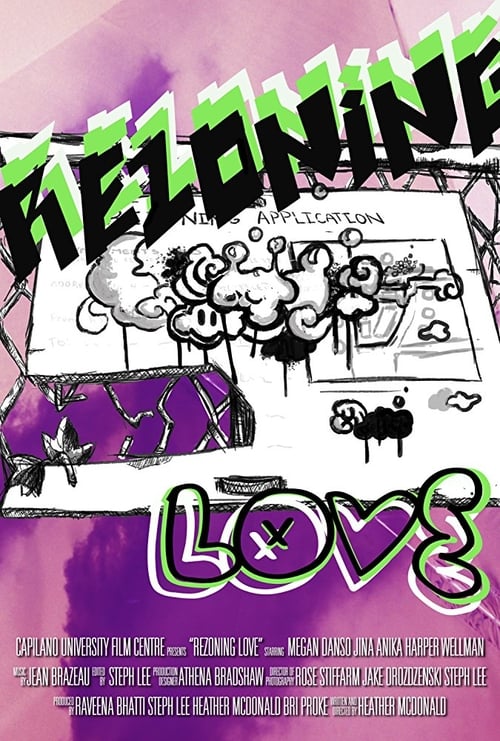 REZONiNG
NING APPLICATION
TO:
LOVE
CAPILANO UNIVERSITY FILM CENTRE PRESENTS "REZONING LOVE" STARRING MEGAN DANSO JINA ANIKA HARPER WELLMAN
MUSIC BY JEAN BRAZEAU EDITED BY STEPH LEE PRODUCTION DESIGNER ATHENA BRADSHAW DIRECTOR OF PHOTOGRAPHY ROSE STIFFARM JAKE DROZDZENSKI STEPH LEE
PRODUCED BY RAVEENA BHATTI STEPH LEE HEATHER MCDONALD BRI PROKE WRITTEN AND DIRECTED BY HEATHER MCDONALD